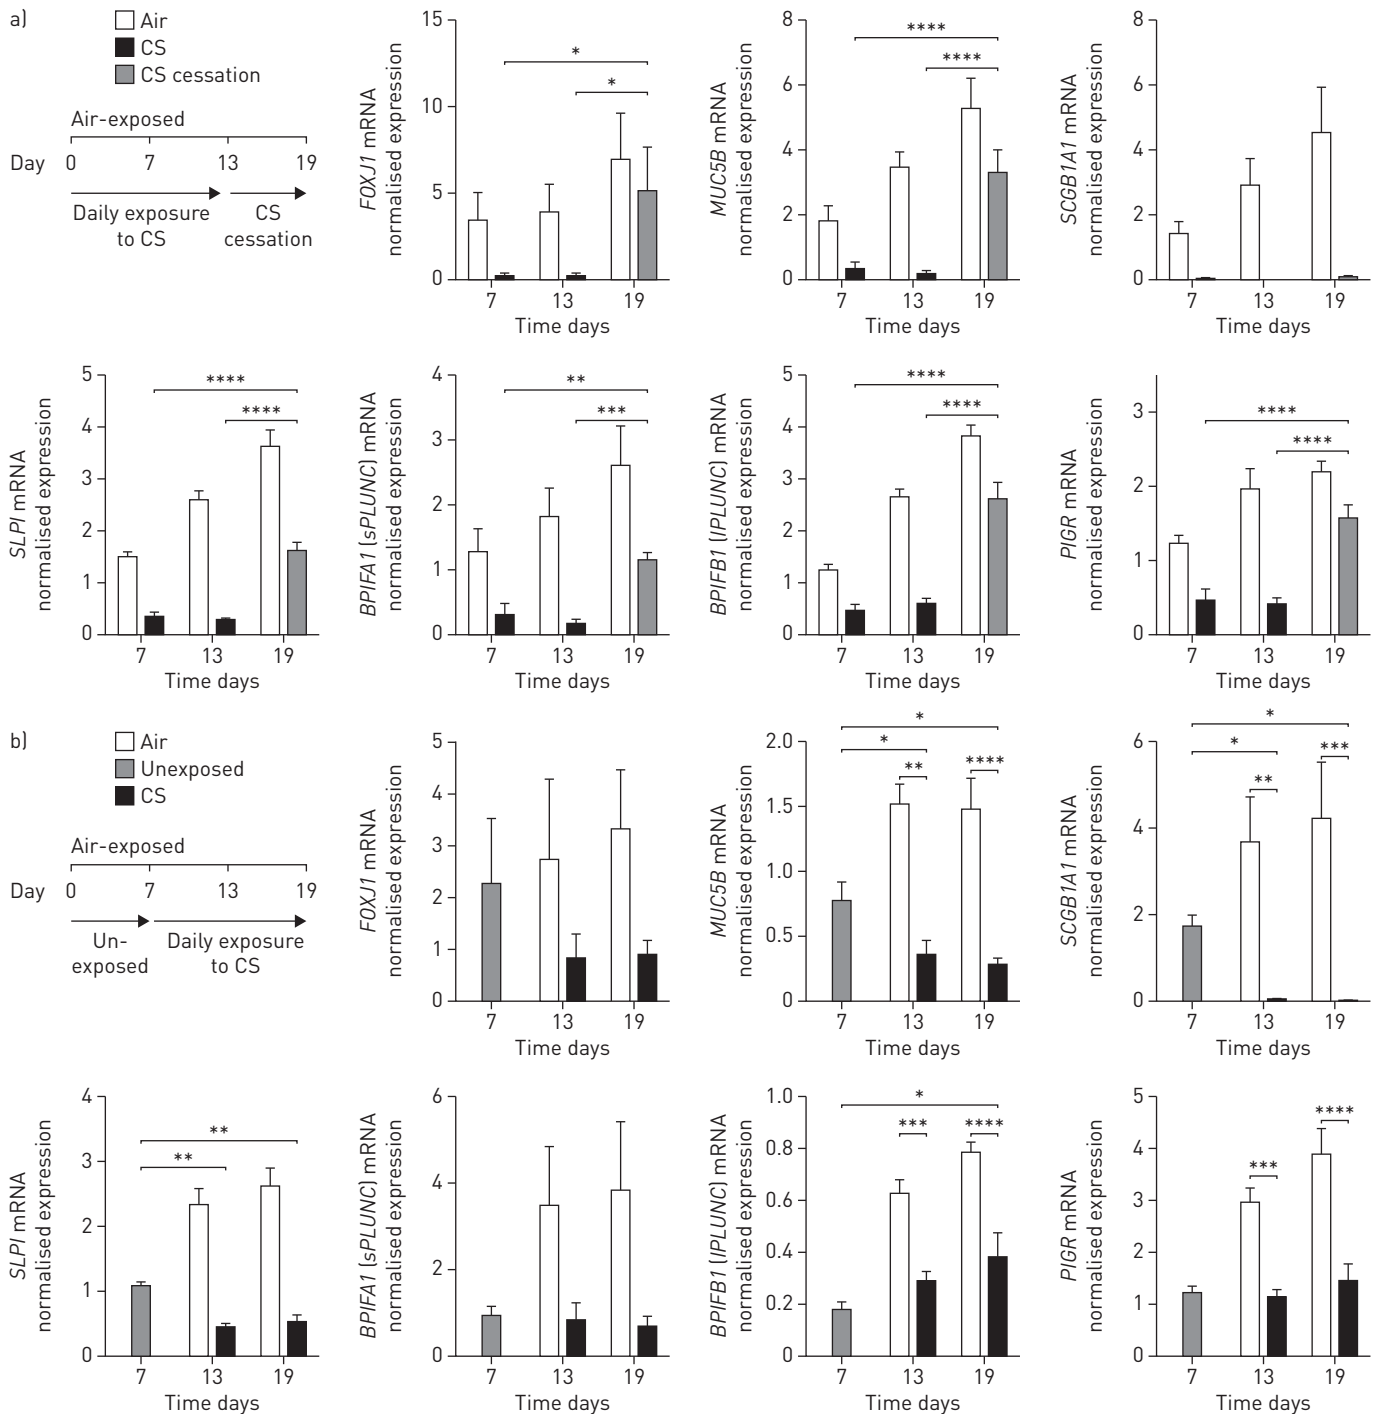 a)
Air
CS
CS cessation
Air-exposed
Day 0 7 13 19
Daily exposure
to CS
CS
cessation
FOXJ1 mRNA
normalised expression
15
10
5
0
*
*
7 13 19
Time days
MUC5B mRNA
normalised expression
8
6
4
2
0
****
****
7 13 19
Time days
SCGB1A1 mRNA
normalised expression
6
4
2
0
7 13 19
Time days
SLPI mRNA
normalised expression
5
4
3
2
1
0
****
****
7 13 19
Time days
BPIFA1 (sPLUNC) mRNA
normalised expression
4
3
2
1
0
**
***
7 13 19
Time days
BPIFB1 (lPLUNC) mRNA
normalised expression
5
4
3
2
1
0
****
****
7 13 19
Time days
PIGR mRNA
normalised expression
3
2
1
0
****
****
7 13 19
Time days
b)
Air
Unexposed
CS
Air-exposed
Day 0 7 13 19
Un-
exposed
Daily exposure
to CS
FOXJ1 mRNA
normalised expression
5
4
3
2
1
0
7 13 19
Time days
MUC5B mRNA
normalised expression
2.0
1.5
1.0
0.5
0
*
*
**
****
7 13 19
Time days
SCGB1A1 mRNA
normalised expression
6
4
2
0
*
*
**
***
7 13 19
Time days
SLPI mRNA
normalised expression
4
3
2
1
0
**
**
7 13 19
Time days
BPIFA1 (sPLUNC) mRNA
normalised expression
6
4
2
0
7 13 19
Time days
BPIFB1 (lPLUNC) mRNA
normalised expression
1.0
0.8
0.6
0.4
0.2
0
*
***
****
7 13 19
Time days
PIGR mRNA
normalised expression
5
4
3
2
1
0
***
****
7 13 19
Time days